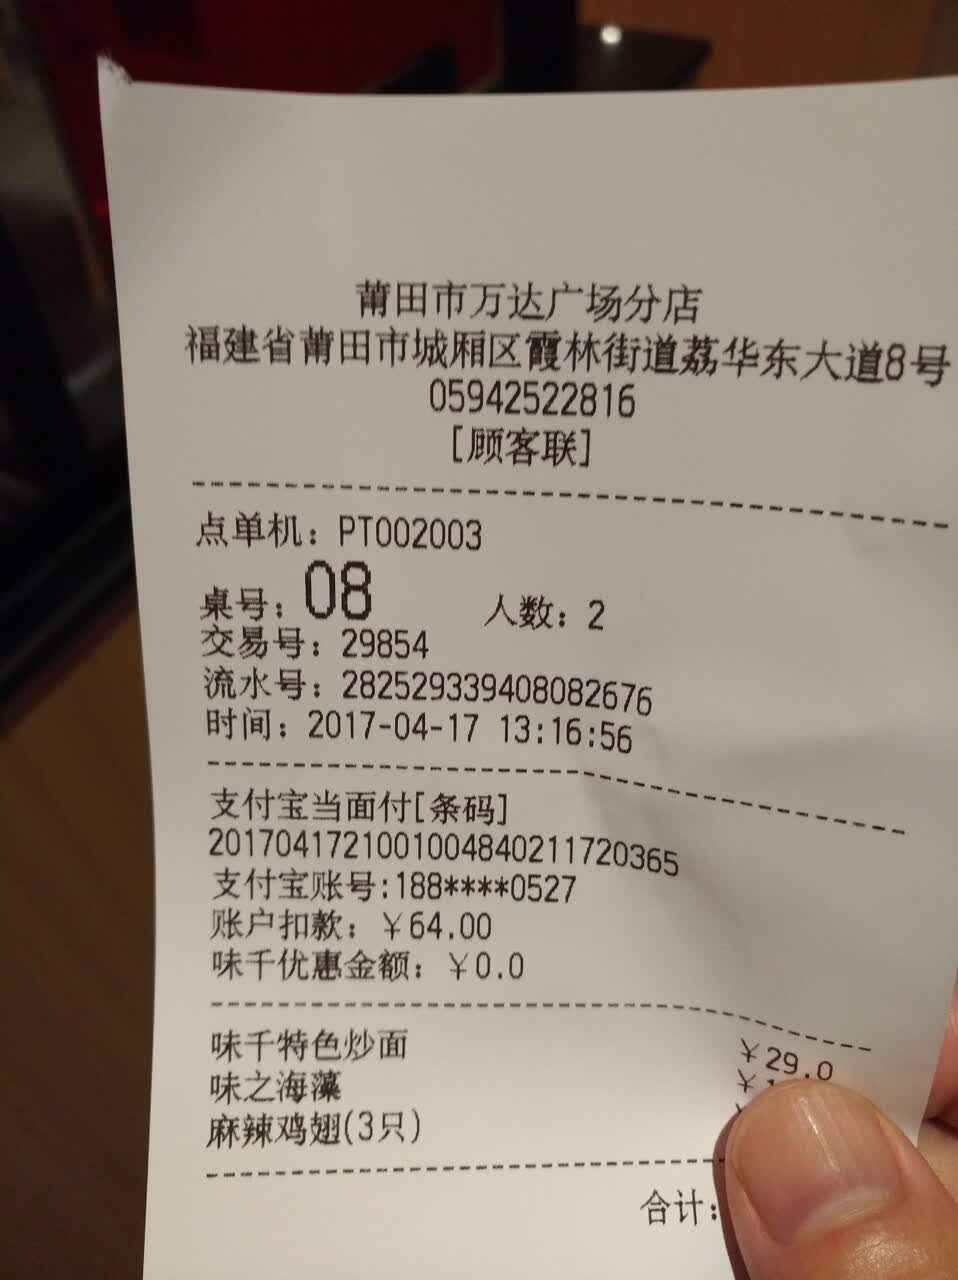 莆田市万达广场分店
福建省莆田市城厢区霞林街道荔华东大道8号
05942522816
[顾客联]
点单机：PT002003
桌号：08 人数：2
交易号：29854
流水号：282529339408082676
时间：2017-04-17 13:16:56
支付宝当面付[条码]
2017041721001004840211720365
支付宝账号:188****0527
账户扣款：￥64.00
味千优惠金额：￥0.0
味千特色炒面 ￥29.0
味之海藻 ￥
麻辣鸡翅(3只)
合计: